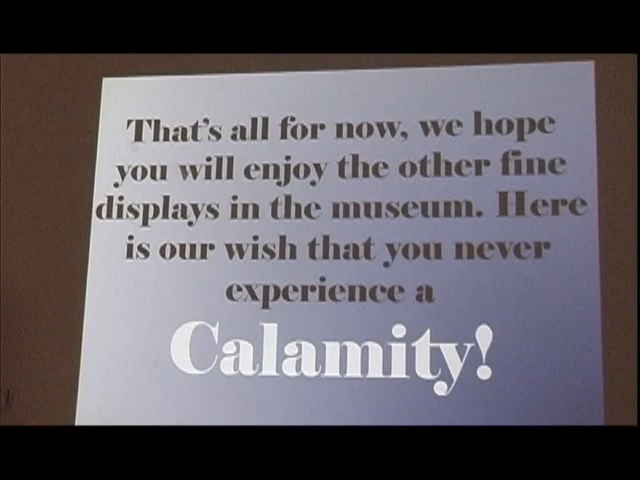 That's all for now, we hope
you will enjoy the other fine
displays in the museum. Here
is our wish that you never
experience a
Calamity!